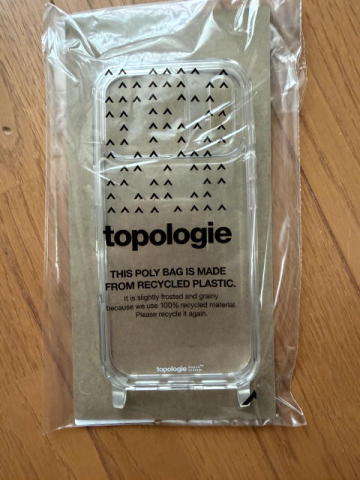 topologie
THIS POLY BAG IS MADE
FROM RECYCLED PLASTIC.
it is slightly frosted and grainy
because we use 100% recycled material.
Please recycle it again.
topologie